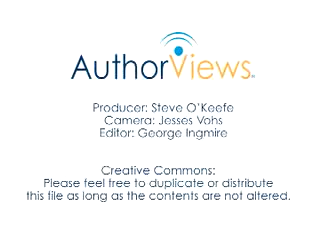 AuthorViews
Producer: Steve O'Keefe
Camera: Jesses Vohs
Editor: George Ingmire
Creative Commons:
Please feel free to duplicate or distribute
this file as long as the contents are not altered.